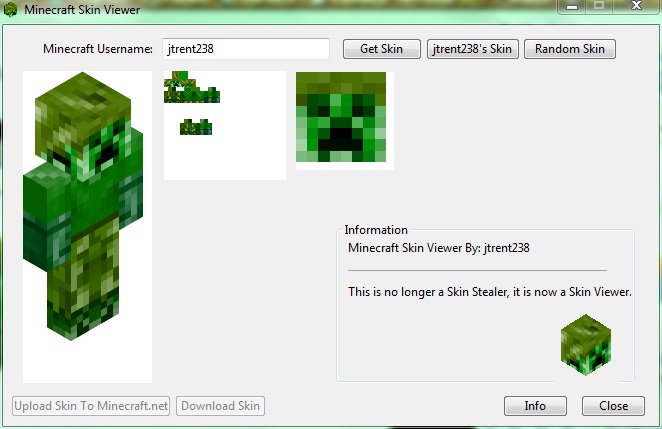 Minecraft Skin Viewer
Minecraft Username: jtrent238 Get Skin jtrent238's Skin Random Skin
Information
Minecraft Skin Viewer By: jtrent238
This is no longer a Skin Stealer, it is now a Skin Viewer.
Upload Skin To Minecraft.net Download Skin Info Close